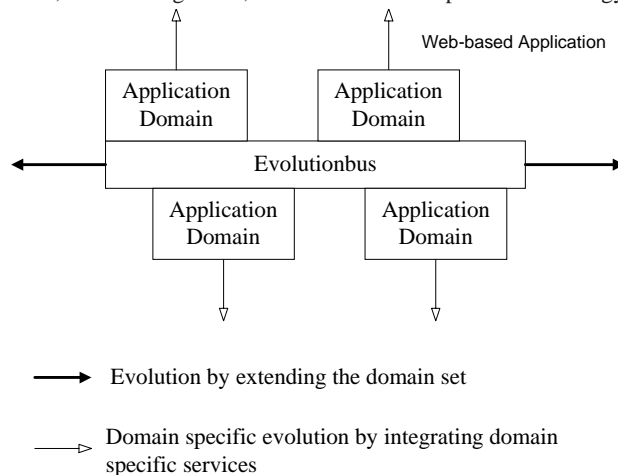 Web-based Application
Application
Domain
Application
Domain
Evolutionbus
Application
Domain
Application
Domain
Evolution by extending the domain set
Domain specific evolution by integrating domain
specific services